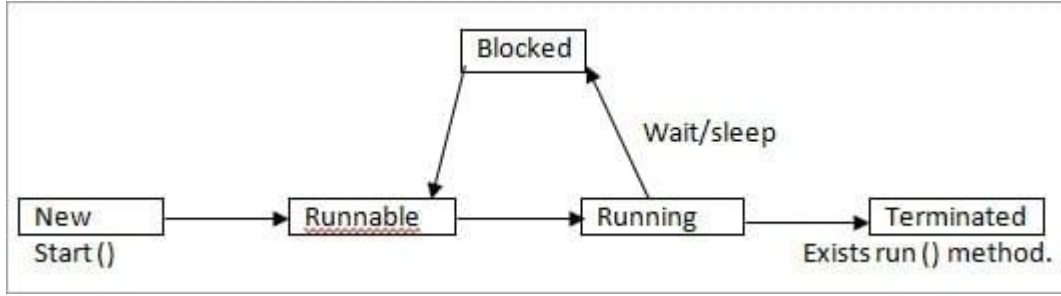 Blocked
Wait/sleep
New
Runnable
Running
Terminated
Start ()
Exists run () method.